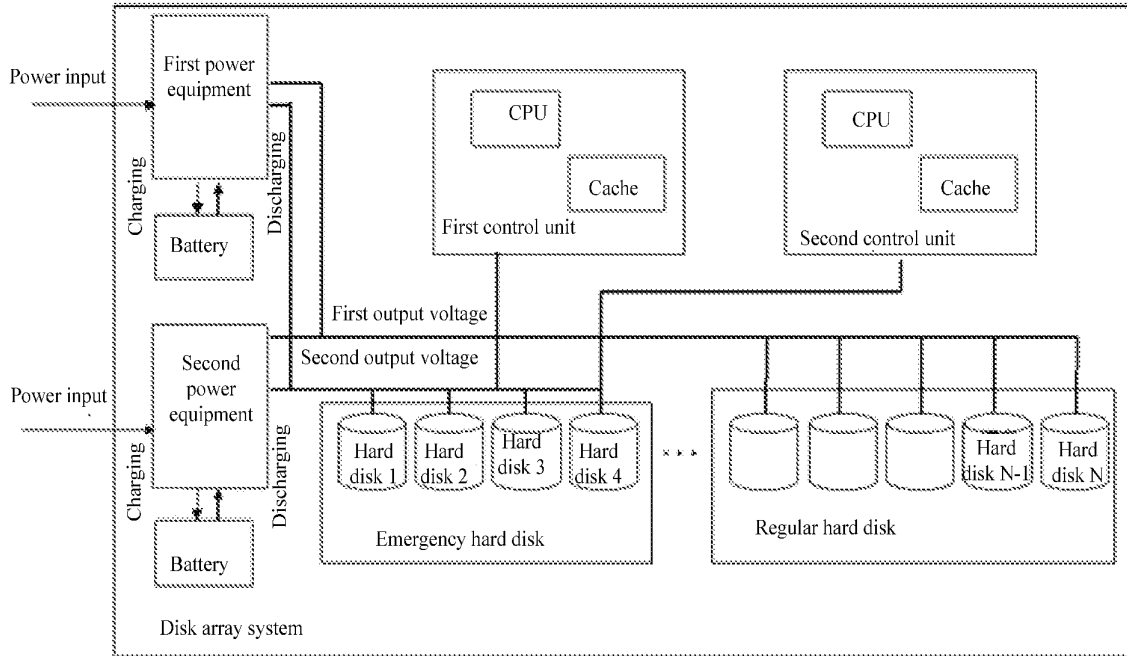 Power input
First power
equipment
Charging
Discharging
Battery
CPU
Cache
First control unit
CPU
Cache
Second control unit
First output voltage
Second output voltage
Power input
Second
power
equipment
Charging
Discharging
Battery
Hard
disk 1
Hard
disk 2
Hard
disk 3
Hard
disk 4
Emergency hard disk
Hard
disk N-1
Hard
disk N
Regular hard disk
Disk array system